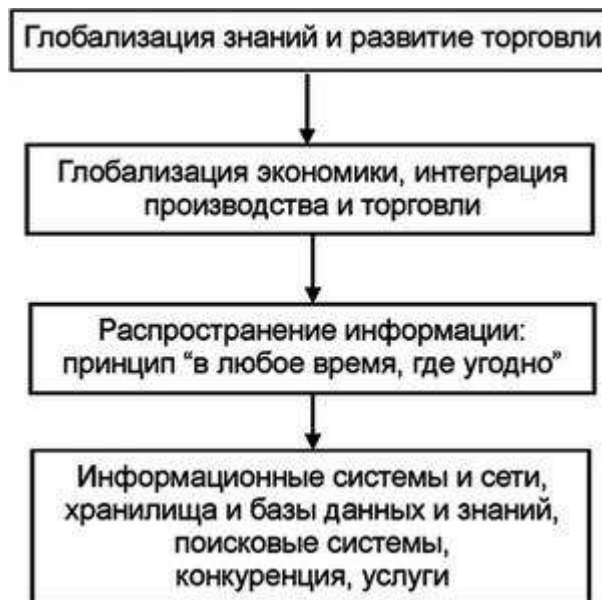 Глобализация знаний и развитие торговли
Глобализация экономики, интеграция
производства и торговли
Распространение информации:
принцип “в любое время, где угодно”
Информационные системы и сети,
хранилища и базы данных и знаний,
поисковые системы,
конкуренция, услуги